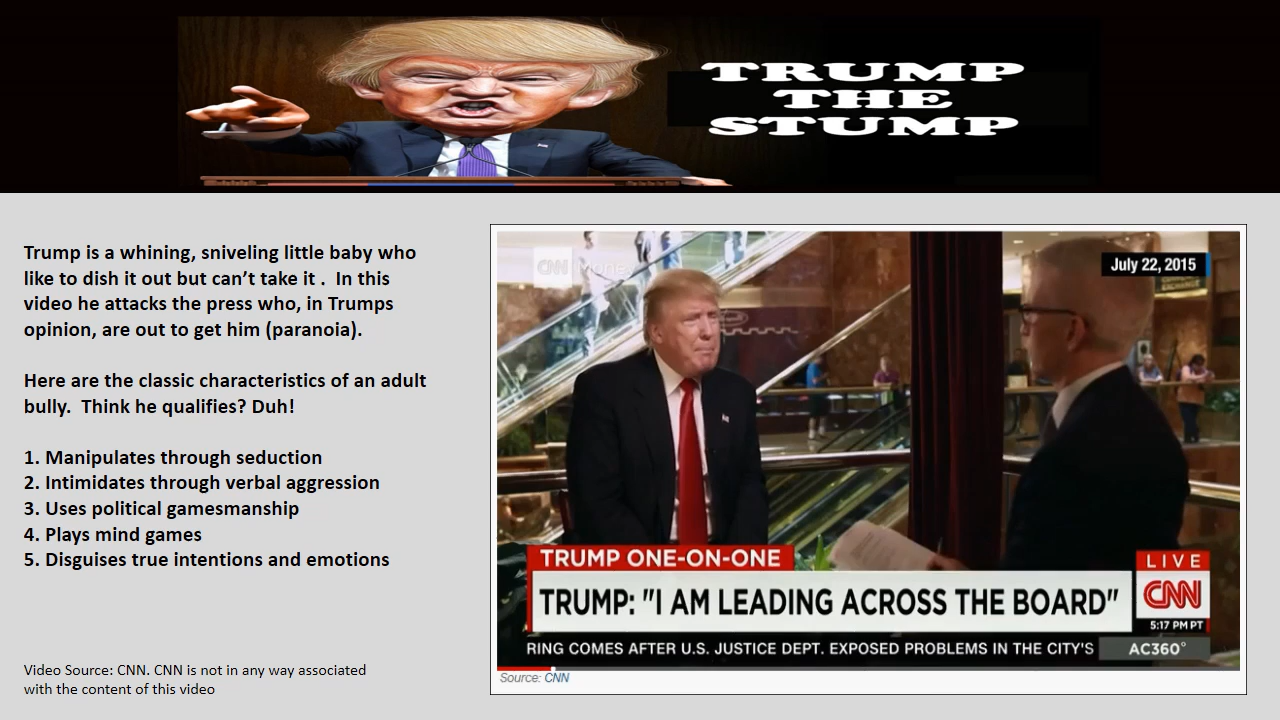 TRUMP
THE
STUMP
Trump is a whining, sniveling little baby who
like to dish it out but can’t take it .  In this
video he attacks the press who, in Trumps
opinion, are out to get him (paranoia).
Here are the classic characteristics of an adult
bully.  Think he qualifies? Duh!
1. Manipulates through seduction
2. Intimidates through verbal aggression
3. Uses political gamesmanship
4. Plays mind games
5. Disguises true intentions and emotions
Video Source: CNN. CNN is not in any way associated
with the content of this video
CNN Money
July 22, 2015
TRUMP ONE-ON-ONE
TRUMP: "I AM LEADING ACROSS THE BOARD"
LIVE
CNN
5:17 PM PT
RING COMES AFTER U.S. JUSTICE DEPT. EXPOSED PROBLEMS IN THE CITY'S
AC360°
Source: CNN